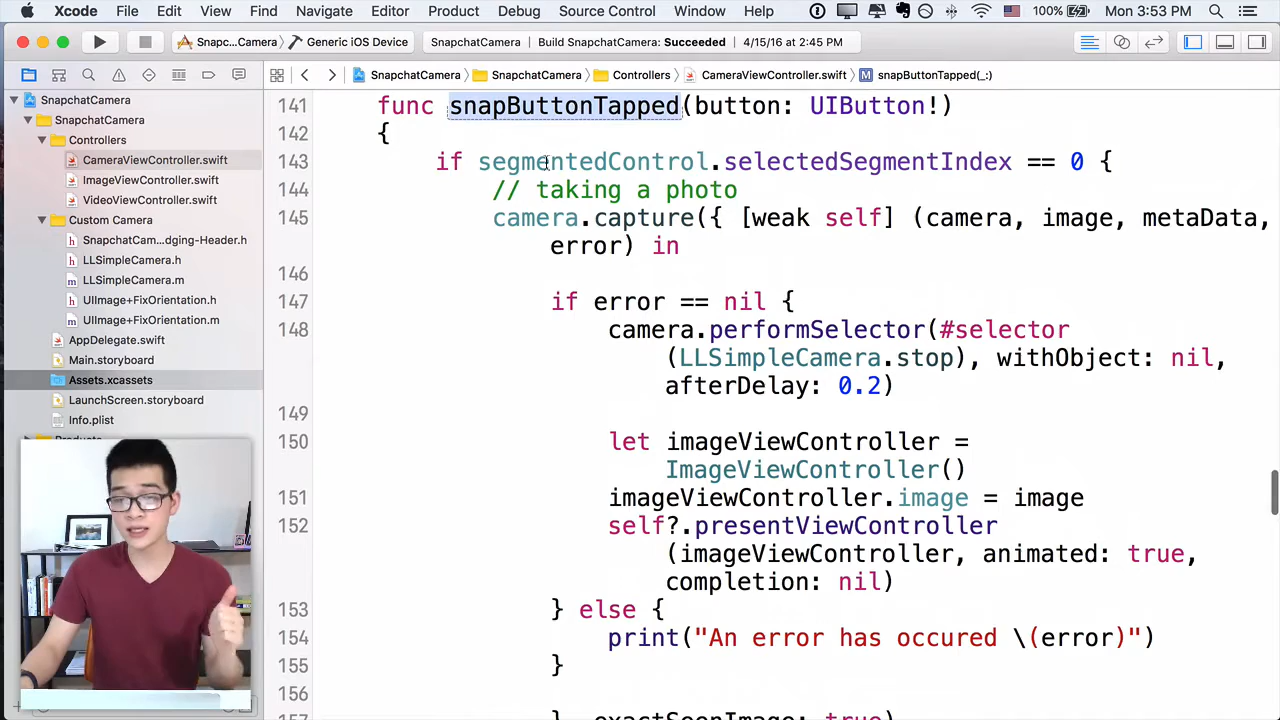 Xcode File Edit View Find Navigate Editor Product Debug Source Control Window Help 100% Mon 3:53 PM
Snapc...Camera Generic iOS Device SnapchatCamera Build SnapchatCamera: Succeeded 4/15/16 at 2:45 PM
SnapchatCamera SnapchatCamera Controllers CameraViewController.swift M snapButtonTapped(_:)
SnapchatCamera
SnapchatCamera
Controllers
CameraViewController.swift
ImageViewController.swift
VideoViewController.swift
Custom Camera
SnapchatCam...dging-Header.h
LLSimpleCamera.h
LLSimpleCamera.m
UIImage+FixOrientation.h
UIImage+FixOrientation.m
AppDelegate.swift
Main.storyboard
Assets.xcassets
LaunchScreen.storyboard
Info.plist
141 func snapButtonTapped(button: UIButton!)
142 {
143 if segmentedControl.selectedSegmentIndex == 0 {
144 // taking a photo
145 camera.capture({ [weak self] (camera, image, metaData,
error) in
146
147 if error == nil {
148 camera.performSelector(#selector
(LLSimpleCamera.stop), withObject: nil,
afterDelay: 0.2)
149
150 let imageViewController =
ImageViewController()
151 imageViewController.image = image
152 self?.presentViewController
(imageViewController, animated: true,
completion: nil)
153 } else {
154 print("An error has occured \(error)")
155 }
156
157 }, exactSeenImage: true)